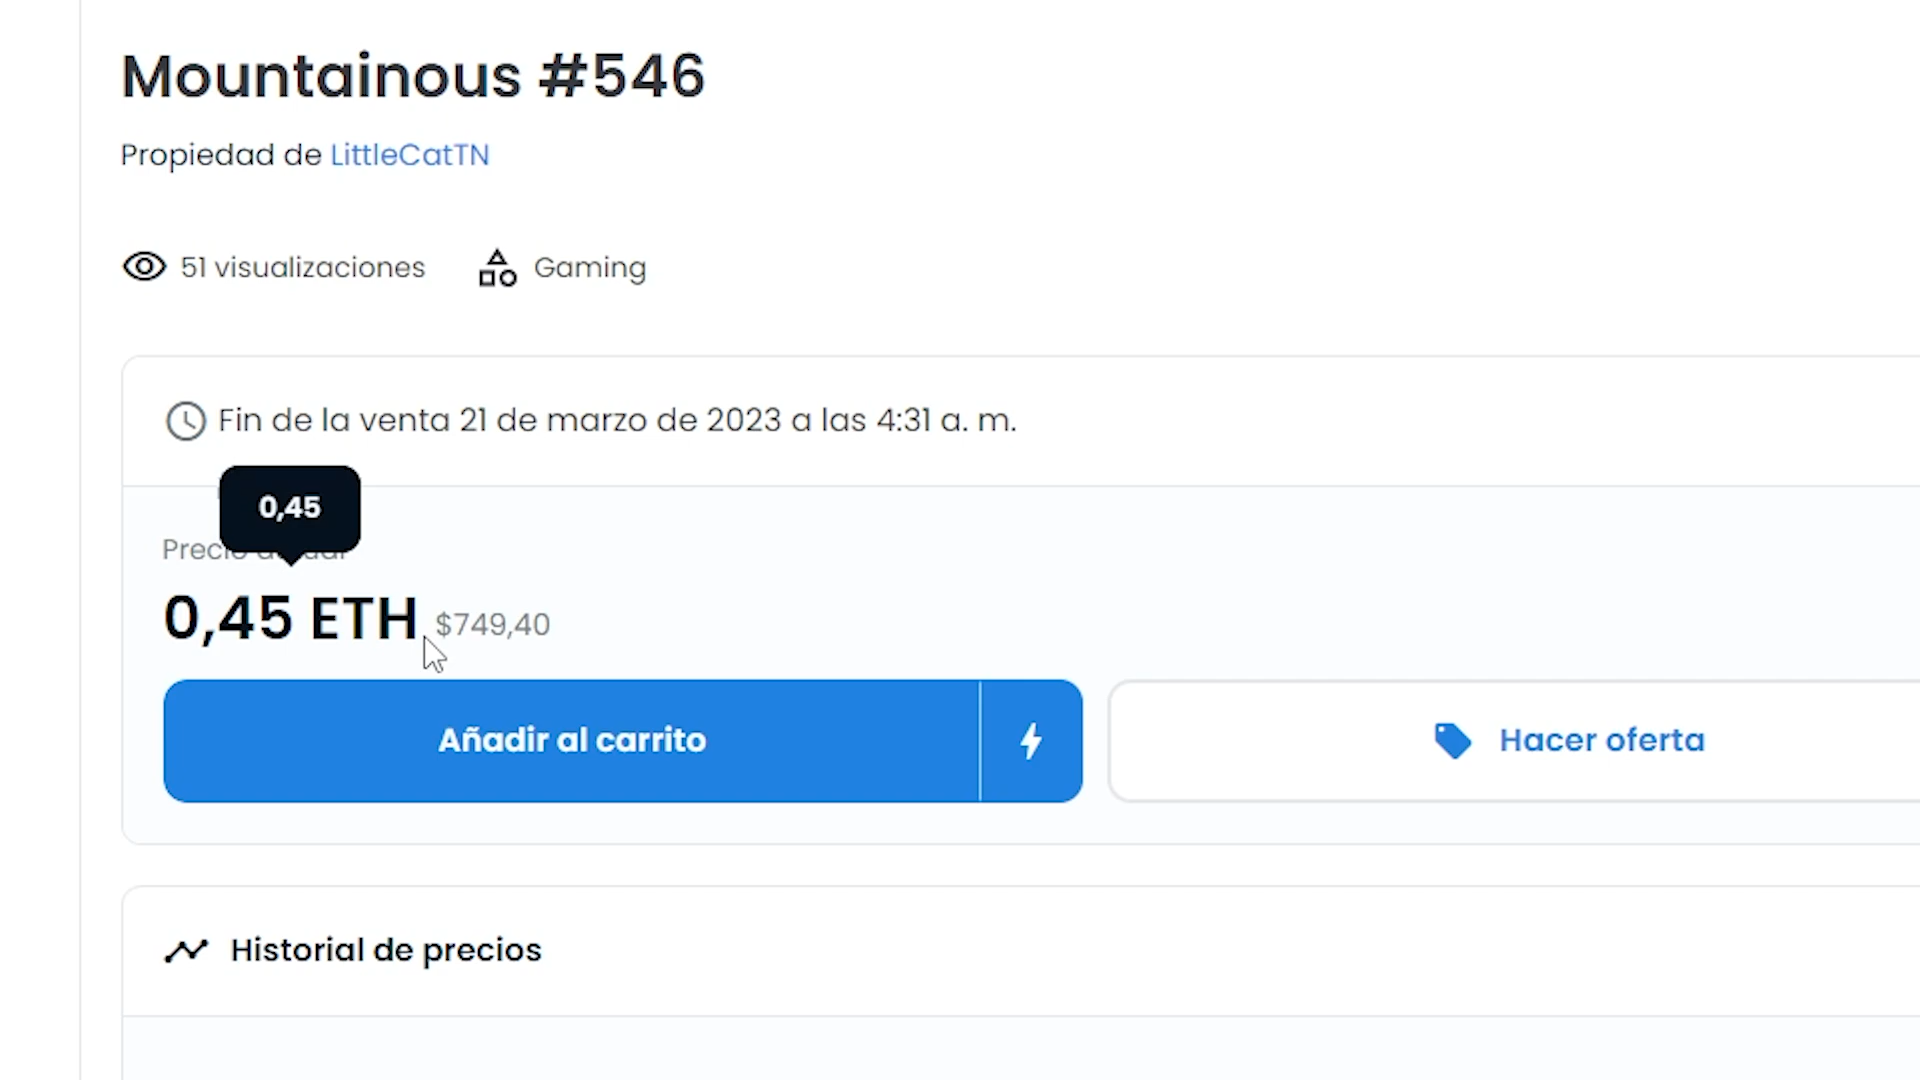 Mountainous #546
Propiedad de LittleCatTN
51 visualizaciones Gaming
Fin de la venta 21 de marzo de 2023 a las 4:31 a. m.
0,45
0,45 ETH $749,40
Añadir al carrito Hacer oferta
Historial de precios